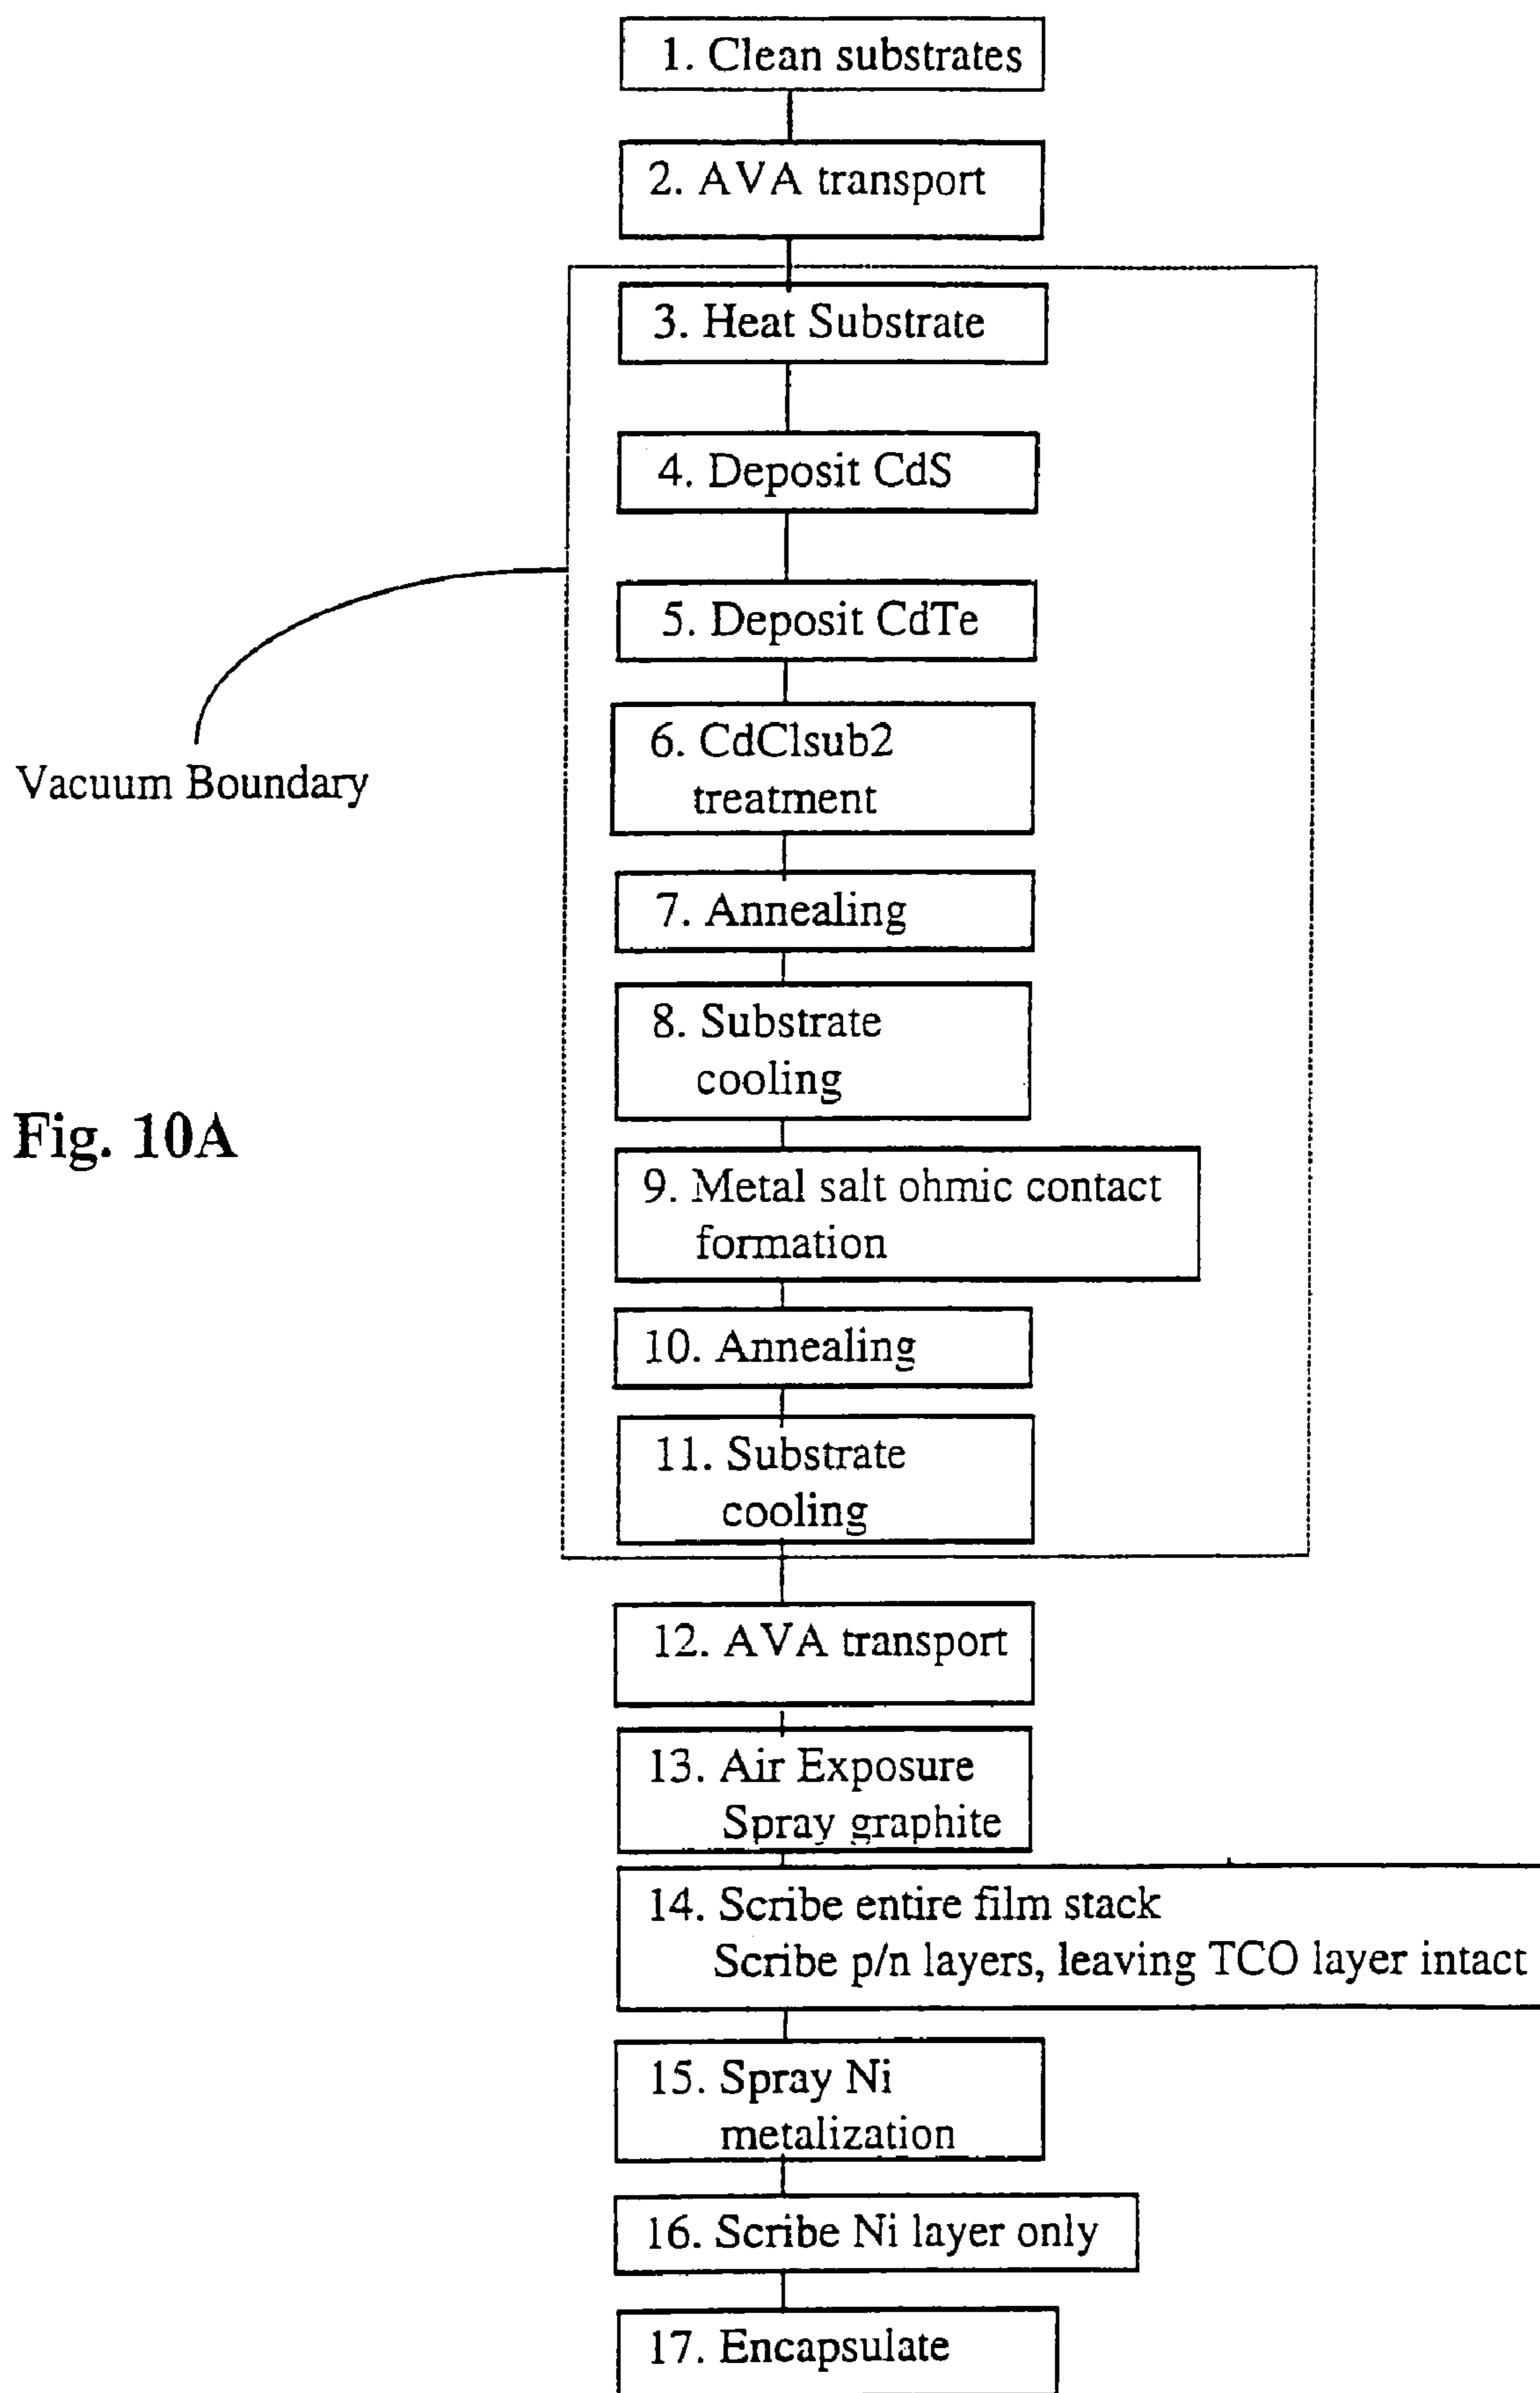 1. Clean substrates
2. AVA transport
3. Heat Substrate
4. Deposit CdS
5. Deposit CdTe
6. CdClsub2
treatment
Vacuum Boundary
7. Annealing
8. Substrate
cooling
Fig. 10A
9. Metal salt ohmic contact
formation
10. Annealing
11. Substrate
cooling
12. AVA transport
13. Air Exposure
Spray graphite
14. Scribe entire film stack
Scribe p/n layers, leaving TCO layer intact
15. Spray Ni
metalization
16. Scribe Ni layer only
17. Encapsulate